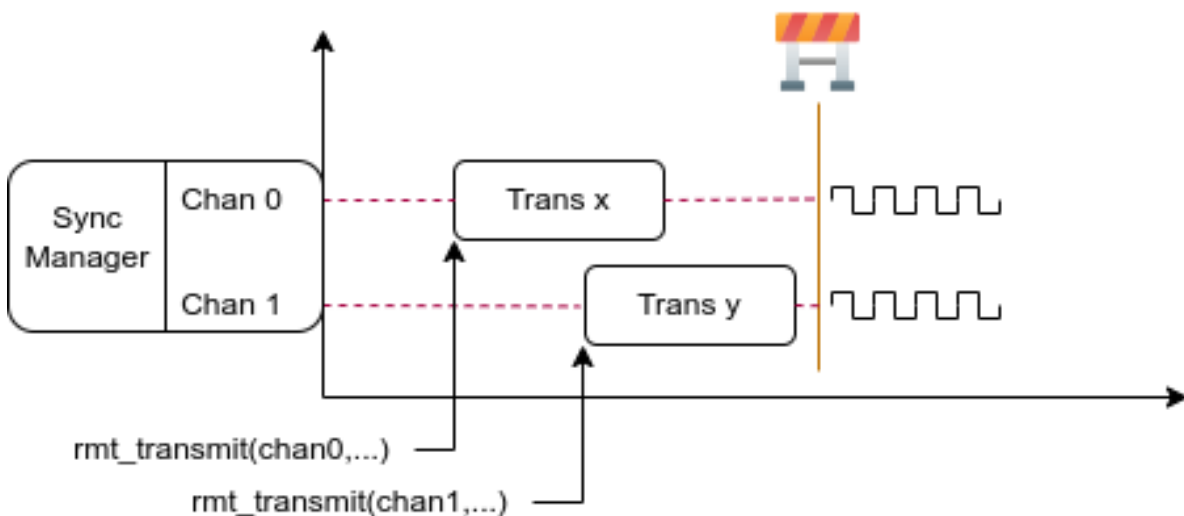 Sync
Manager
Chan 0
Trans x
Chan 1
Trans y
rmt_transmit(chan0,...)
rmt_transmit(chan1,...)